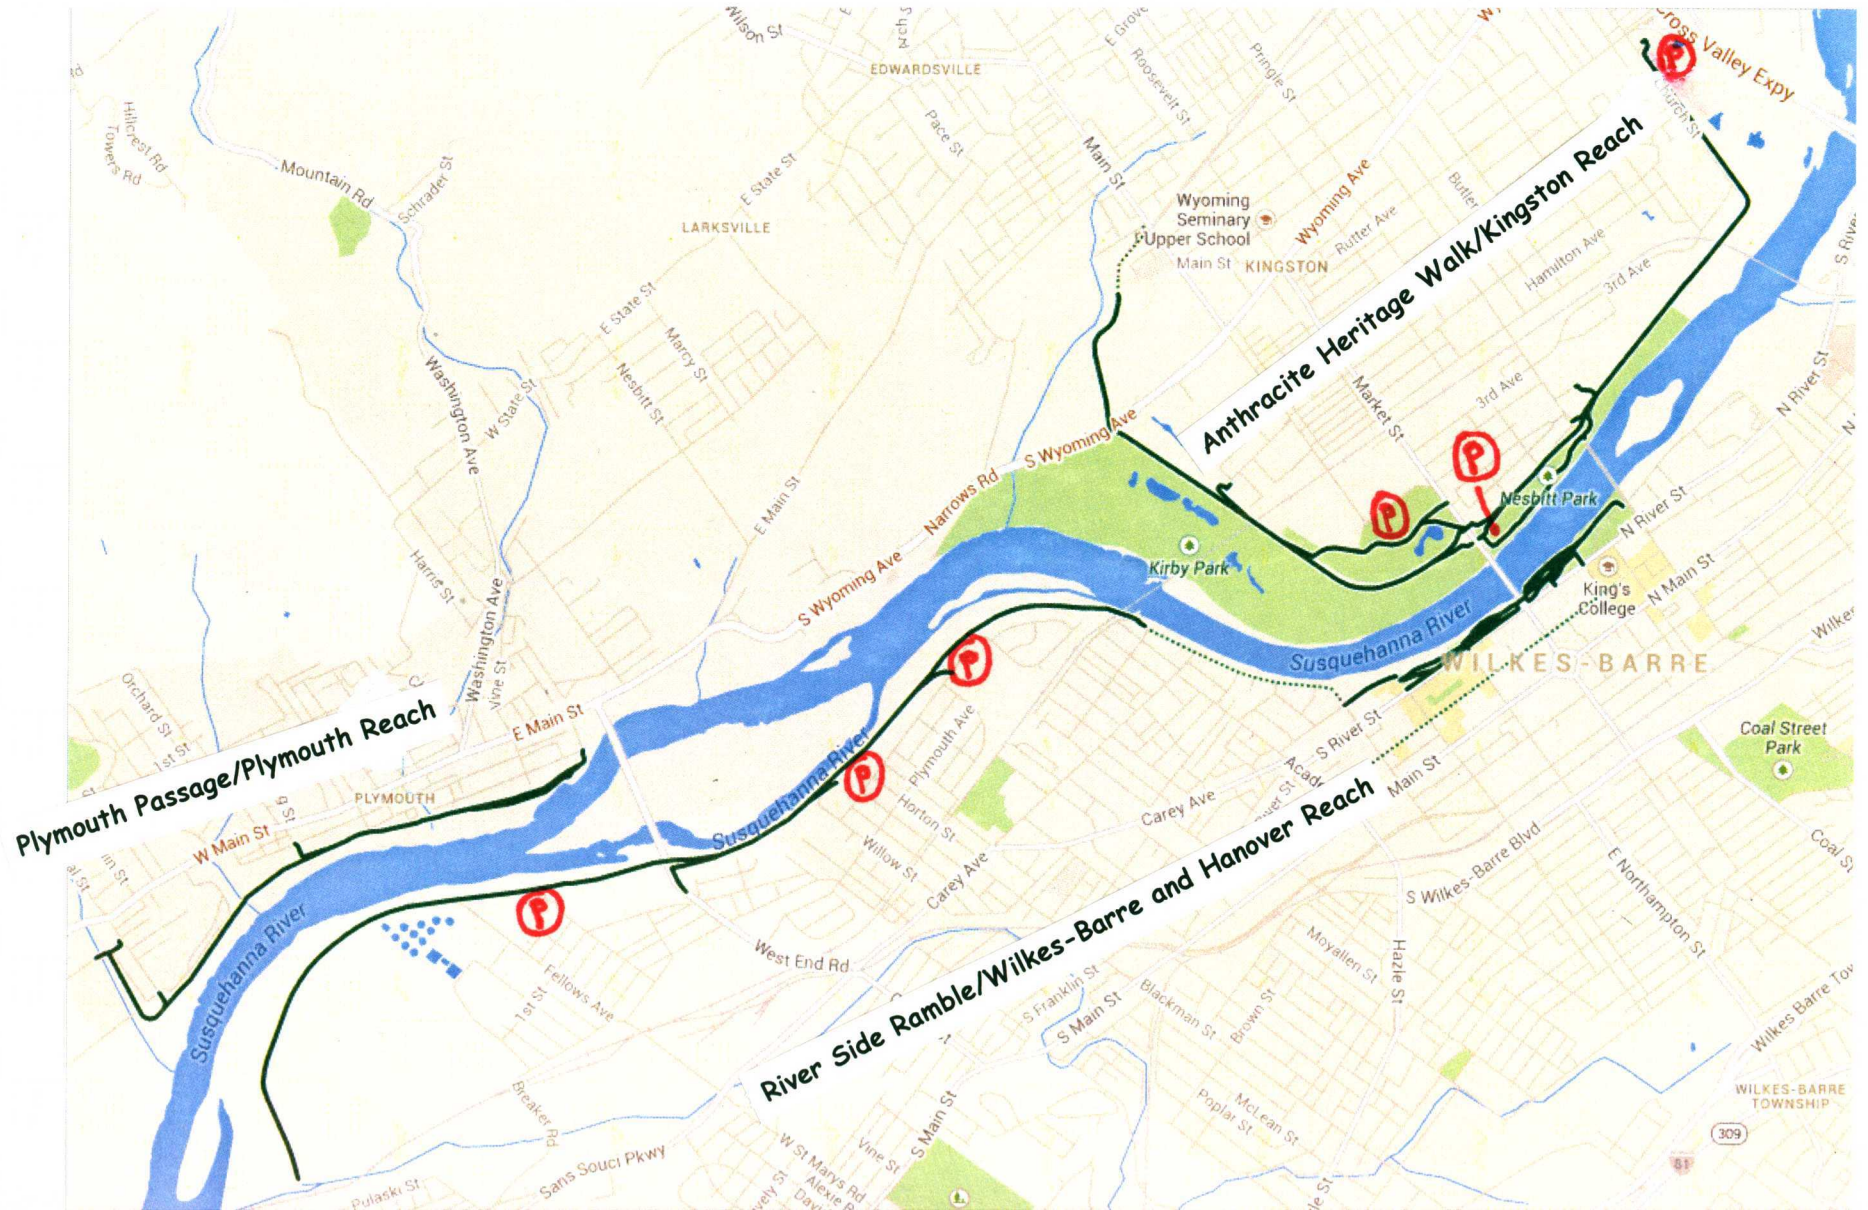 Wilson St
EDWARDSVILLE
Roosevelt St
Pringle St
Cross Valley Expy
P
Church St
Hillcrest Rd
Towers Rd
Pace St
Main St
Mountain Rd
Schrader St
E State St
LARKSVILLE
Wyoming
Seminary
Upper School
Main St
KINGSTON
Wyoming Ave
Rutter Ave
Butler
Hamilton Ave
3rd Ave
Anthracite Heritage Walk/Kingston Reach
E State St
Marcy St
Nesbitt St
Washington Ave
W State St
Market St
3rd Ave
N River St
S Wyoming Ave
Narrows Rd
E Main St
P
P
Nesbitt Park
N River St
Kirby Park
S Wyoming Ave
Harris St
Washington Ave
Vine St
King's
College
N Main St
Susquehanna River
WILKES-BARRE
P
Orchard St
1st St
Plymouth Passage/Plymouth Reach
E Main St
PLYMOUTH
W Main St
Plymouth Ave
P
Susquehanna River
Horton St
Willow St
Carey Ave
Carey Ave
S River St
Main St
Coal Street
Park
S Wilkes-Barre Blvd
E Northampton St
Coal St
P
Susquehanna River
West End Rd
Fellows Ave
1st St
River Side Ramble/Wilkes-Barre and Hanover Reach
S Franklin St
S Main St
Blackman St
Brown St
Moyallen St
Hazle St
Breaker Rd
Sans Souci Pkwy
Pulaski St
S Main St
W St Marys Rd
Vine St
McLean St
Poplar St
WILKES-BARRE
TOWNSHIP
309
81